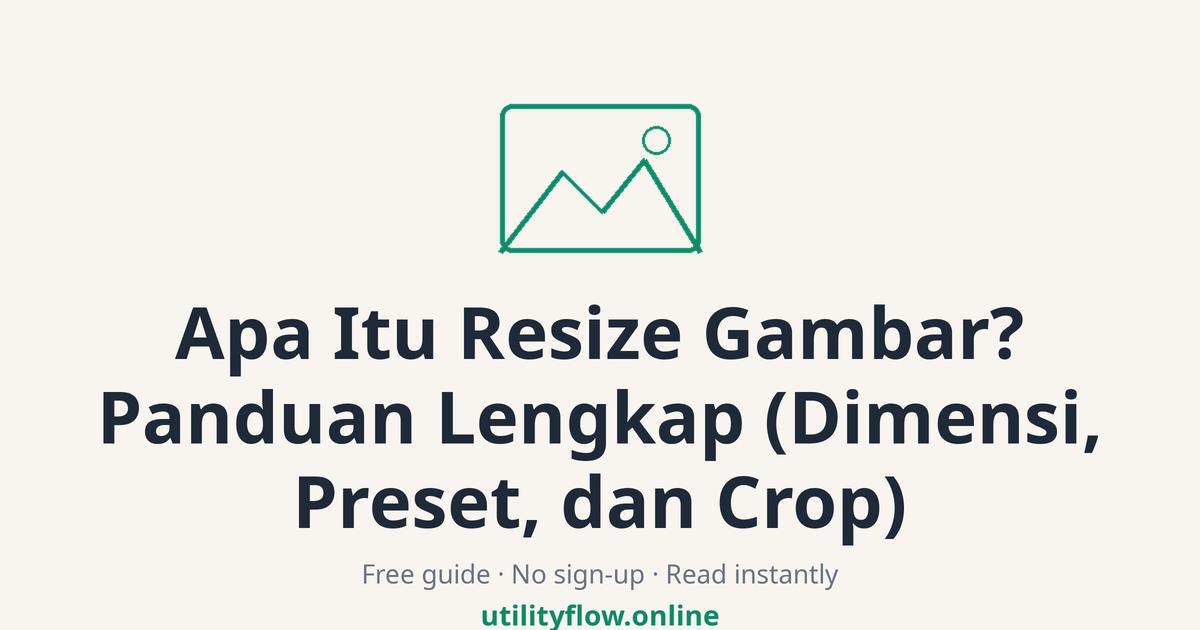 Apa Itu Resize Gambar?
Panduan Lengkap (Dimensi,
Preset, dan Crop)
Free guide · No sign-up · Read instantly
utilityflow.online